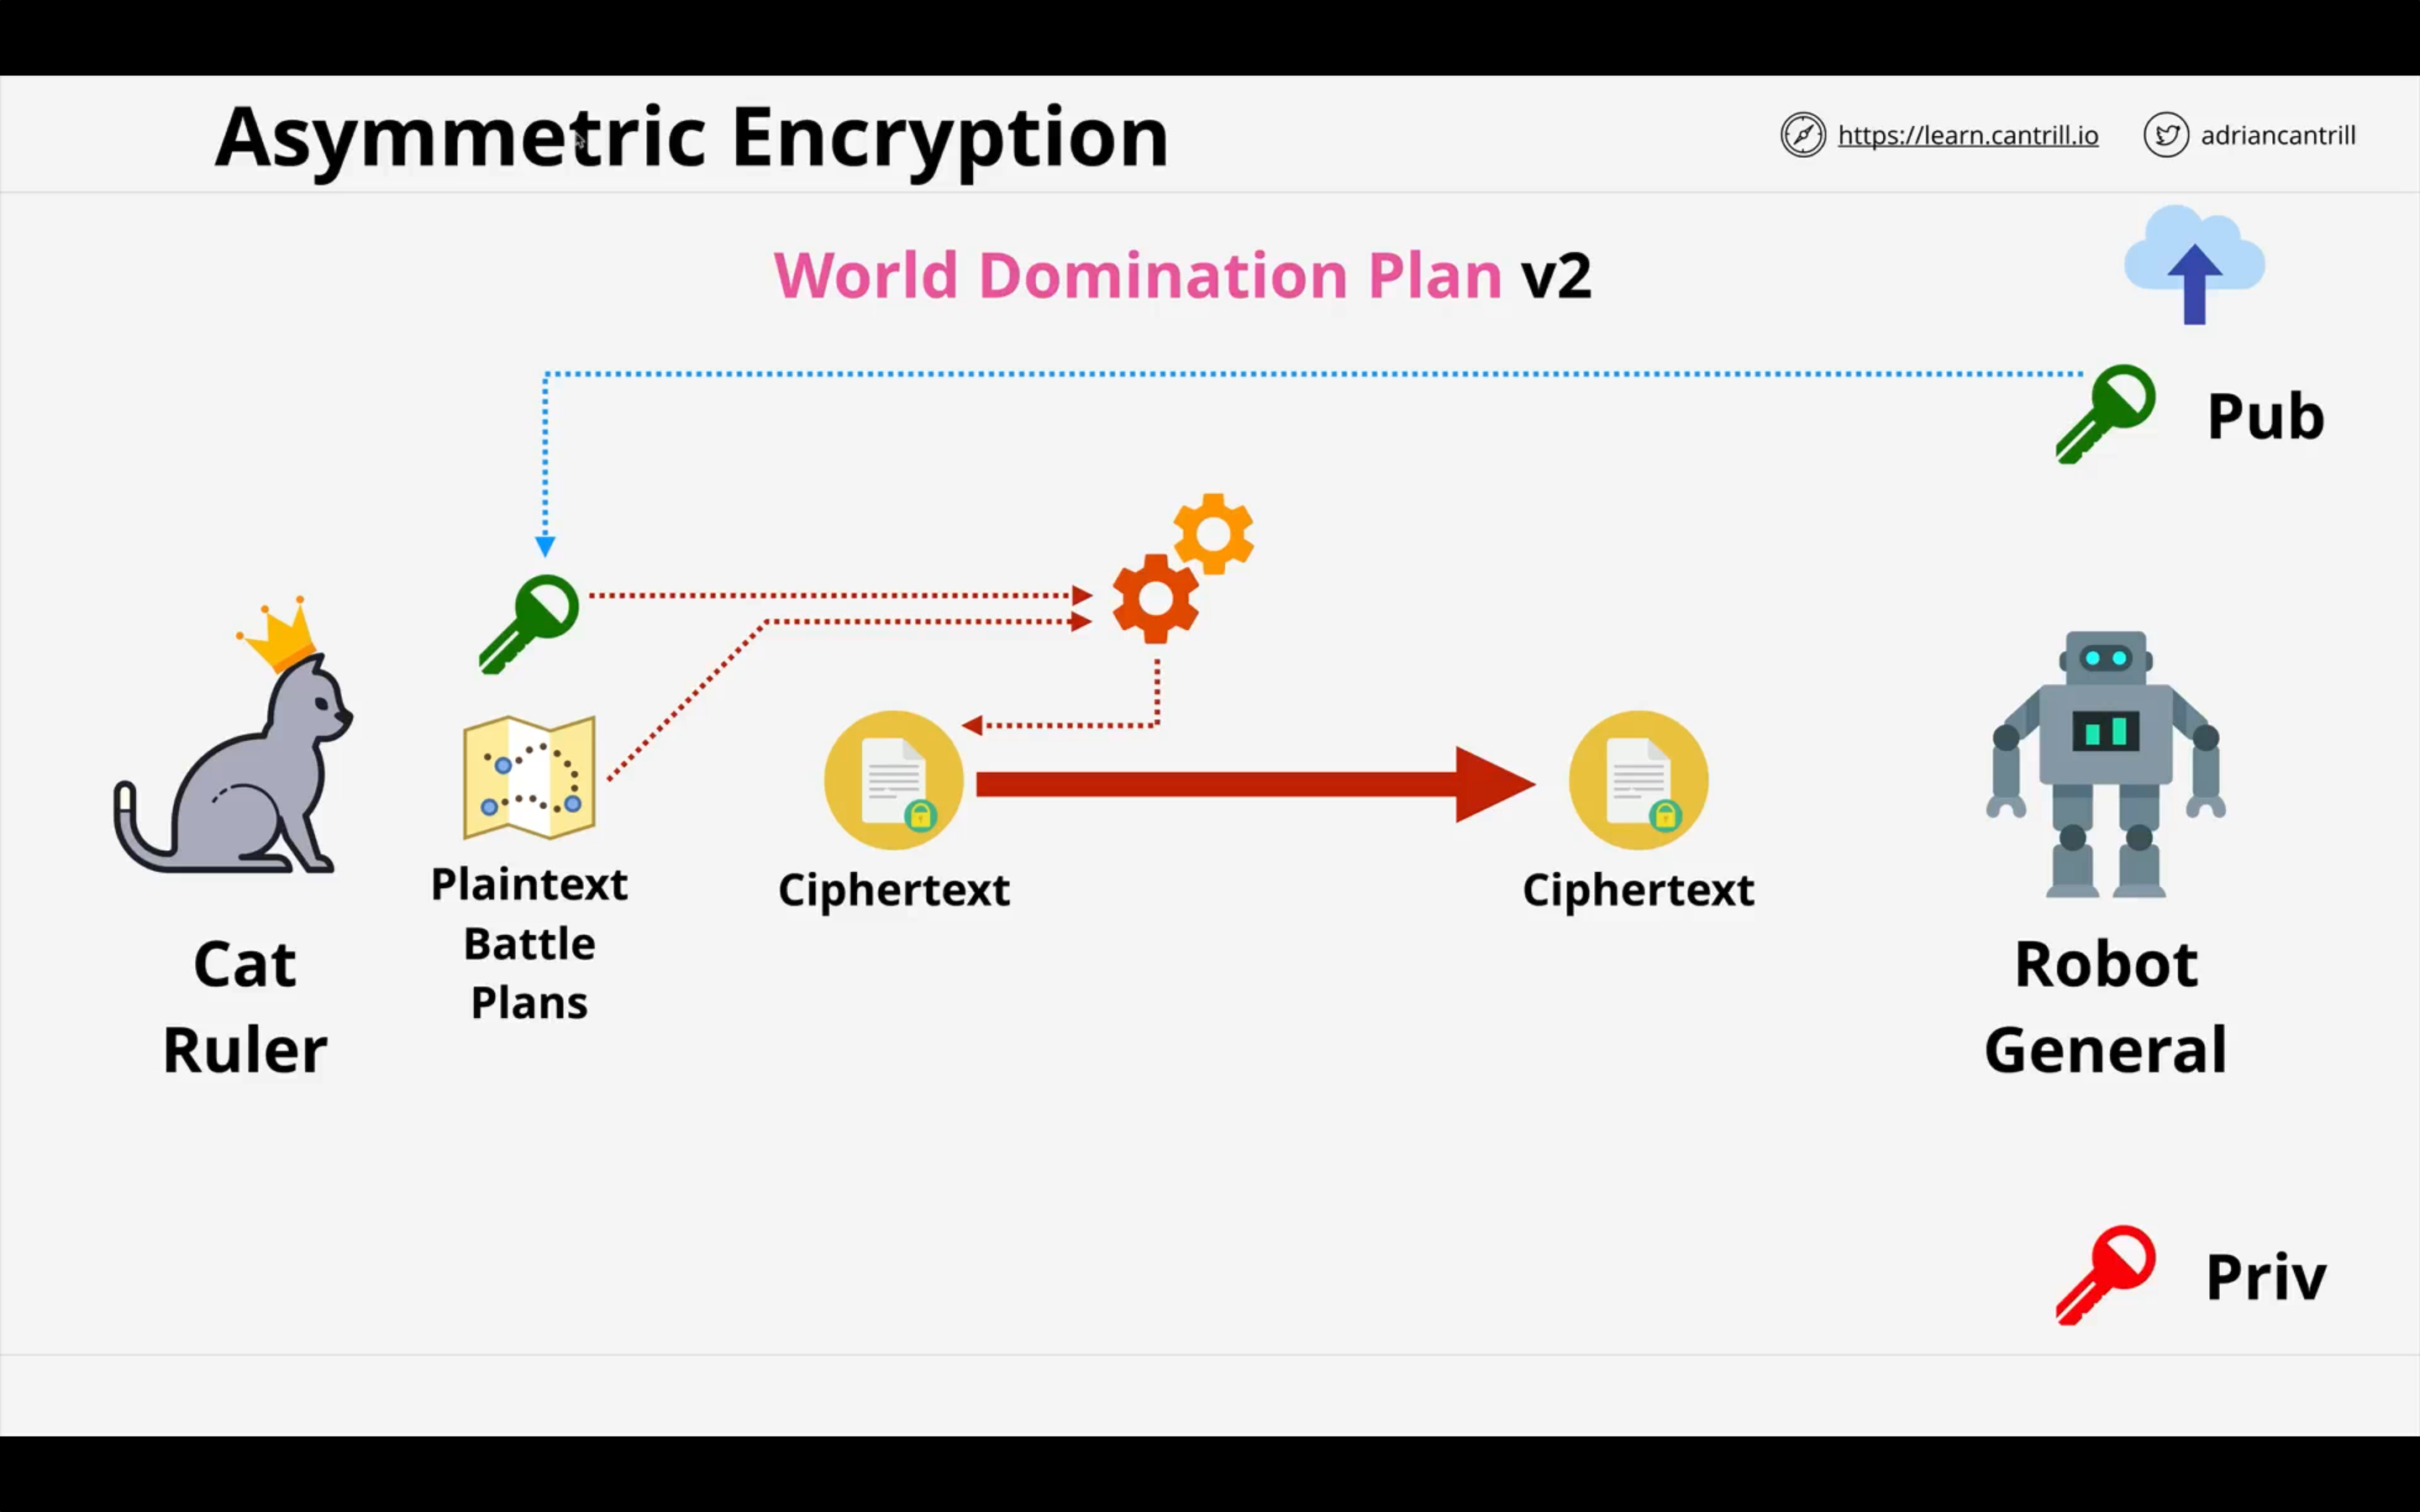 Asymmetric Encryption
https://learn.cantrill.io
adriancantrill
World Domination Plan v2
Pub
Plaintext
Battle
Plans
Ciphertext
Ciphertext
Cat
Ruler
Robot
General
Priv